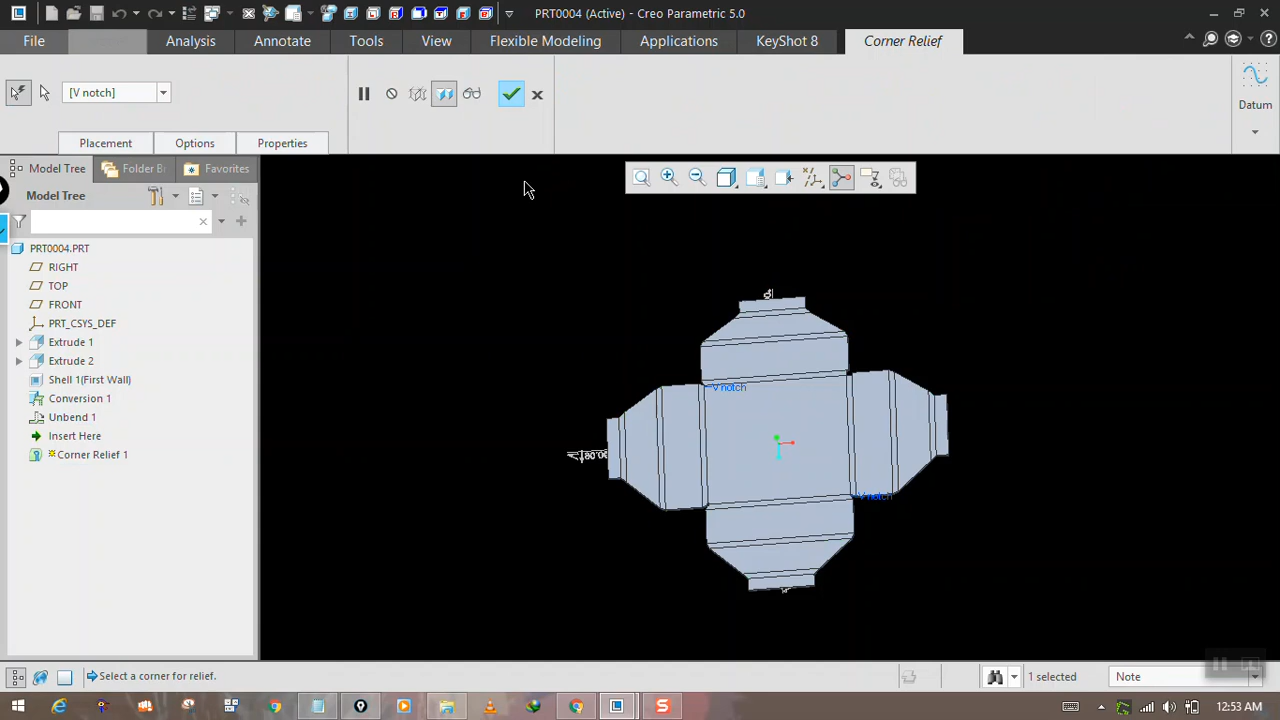 PRT0004 (Active) - Creo Parametric 5.0
File
Analysis
Annotate
Tools
View
Flexible Modeling
Applications
KeyShot 8
Corner Relief
[V notch]
Datum
Placement
Options
Properties
Model Tree
Folder B
Favorites
Model Tree
PRT0004.PRT
RIGHT
TOP
FRONT
PRT_CSYS_DEF
Extrude 1
Extrude 2
Shell 1(First Wall)
Conversion 1
Unbend 1
Insert Here
Corner Relief 1
V notch
V notch
Select a corner for relief.
1 selected
Note
12:53 AM